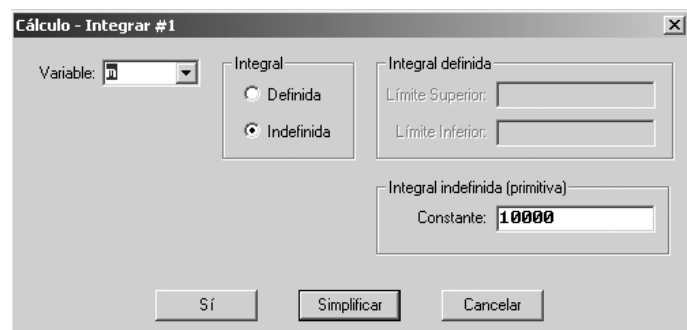 Cálculo - Integrar #1
Variable: m
Integral
Definida
Indefinida
Integral definida
Límite Superior:
Límite Inferior:
Integral indefinida (primitiva)
Constante: 10000
Sí
Simplificar
Cancelar